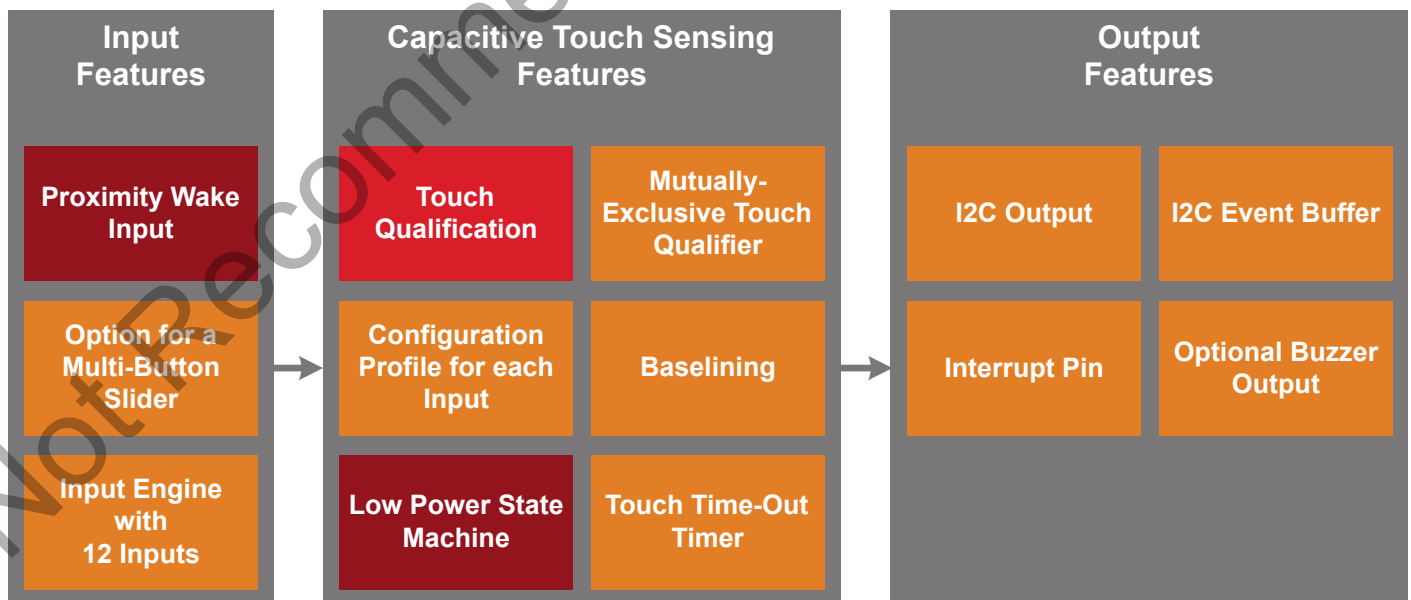 Input
Features
Proximity Wake
Input
Option for a
Multi-Button
Slider
Input Engine
with
12 Inputs
Capacitive Touch Sensing
Features
Touch
Qualification
Mutually-
Exclusive Touch
Qualifier
Configuration
Profile for each
Input
Baselining
Low Power State
Machine
Touch Time-Out
Timer
Output
Features
I2C Output
I2C Event Buffer
Interrupt Pin
Optional Buzzer
Output
Not